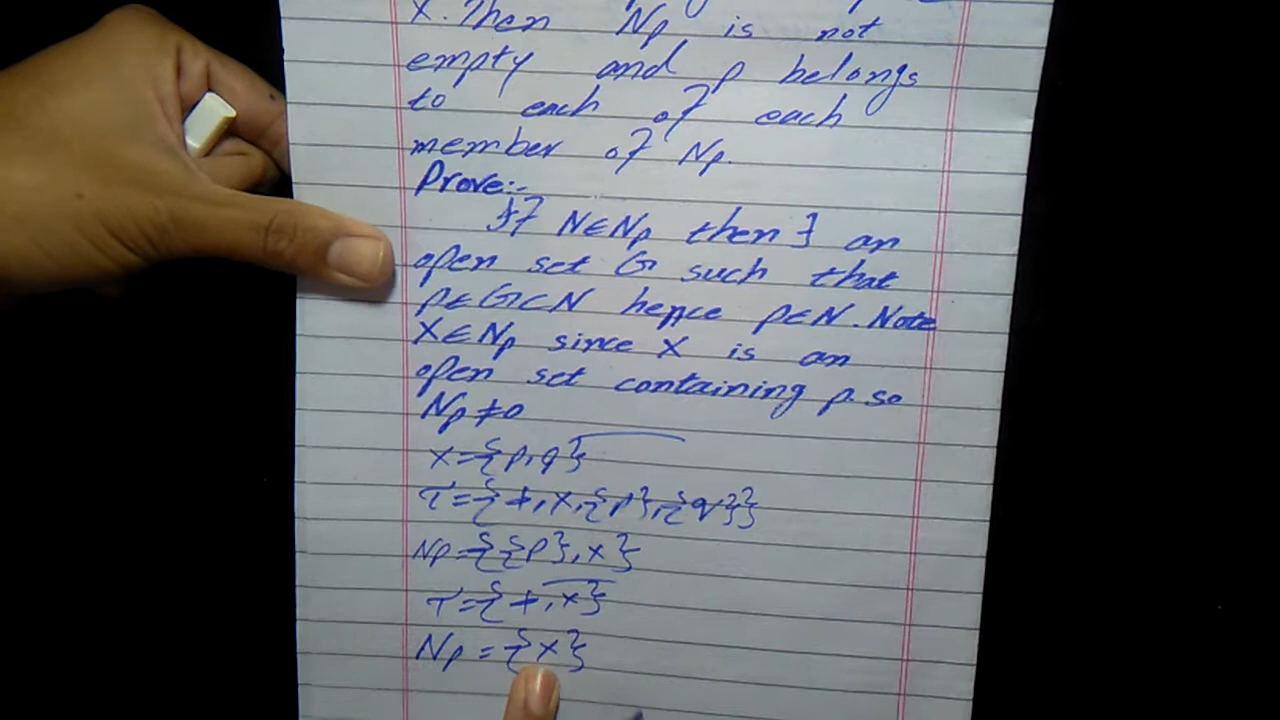 X. Then Np is not
empty and p belongs
to each of each
member of Np.
Prove:-
If N∈Np then ∃ an
open set G such that
p∈G⊂N hence p∈N. Note
X∈Np since X is an
open set containing p. so
Np≠∅
X={p,q}
τ={ϕ,X,{p},{q}}
Np={{p},X}
τ={ϕ,X}
Np={X}